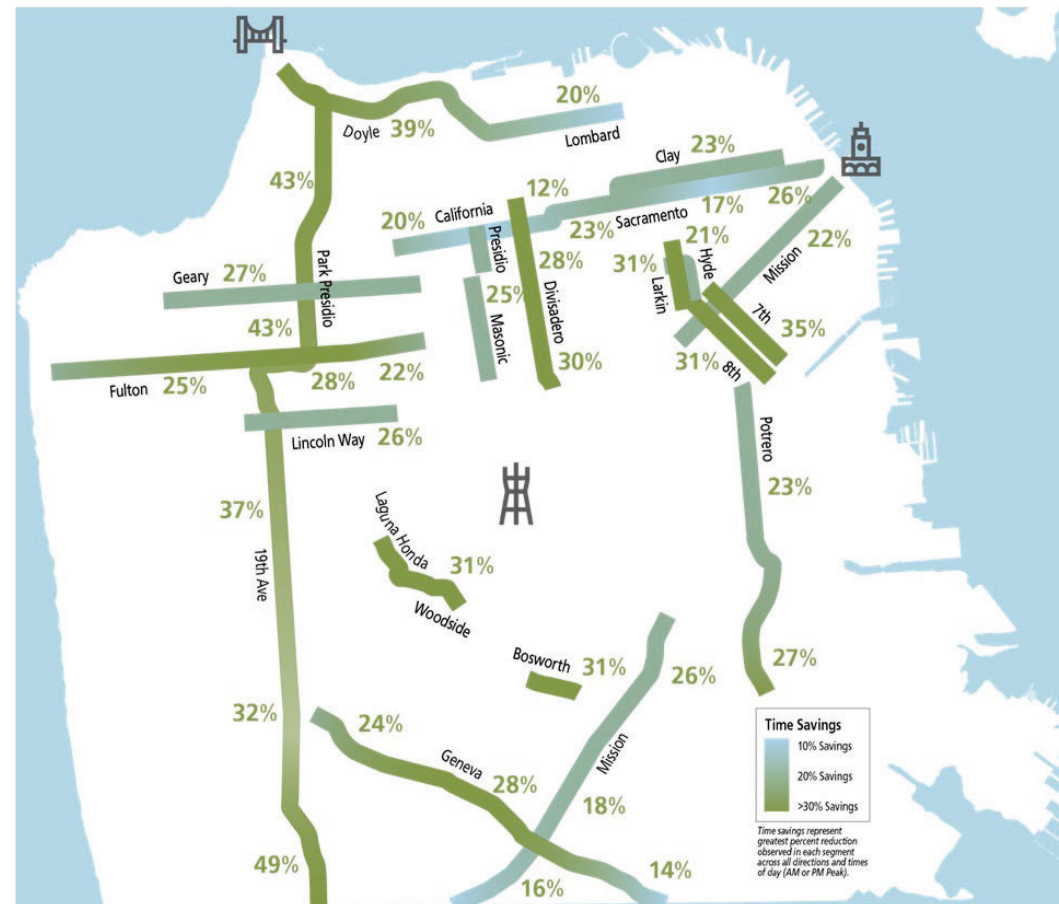 20%
Doyle
39%
Lombard
23%
Clay
43%
12%
26%
California
20%
Sacramento
17%
23%
21%
22%
Presidio
Hyde
Mission
28%
31%
Geary
27%
Park Presidio
Larkin
Divisadero
25%
Masonic
7th
43%
35%
30%
31%
8th
22%
28%
25%
Fulton
26%
Lincoln Way
Potrero
23%
37%
Laguna Honda
19th Ave
31%
Woodside
Bosworth
31%
26%
27%
32%
24%
Geneva
Mission
28%
18%
49%
14%
16%
Time Savings
10% Savings
20% Savings
>30% Savings
Time savings represent
greatest percent reduction
observed in each segment
across all directions and times
of day (AM or PM Peak).